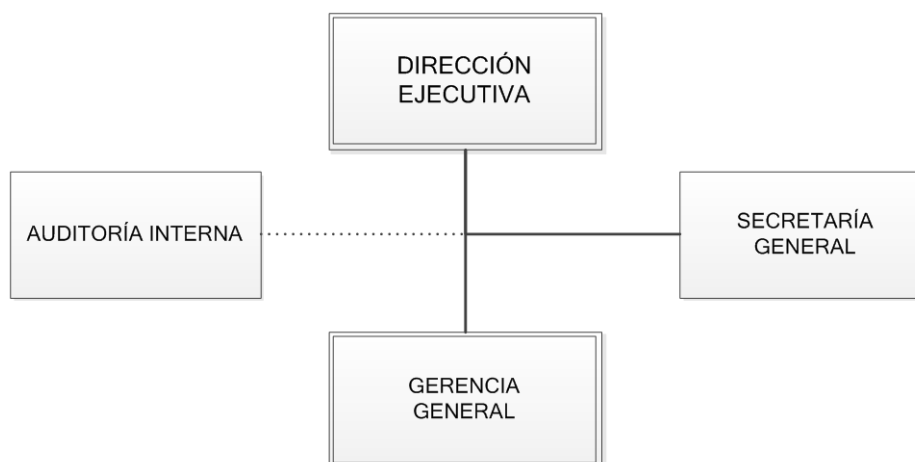 DIRECCIÓN
EJECUTIVA
AUDITORÍA INTERNA
SECRETARÍA
GENERAL
GERENCIA
GENERAL